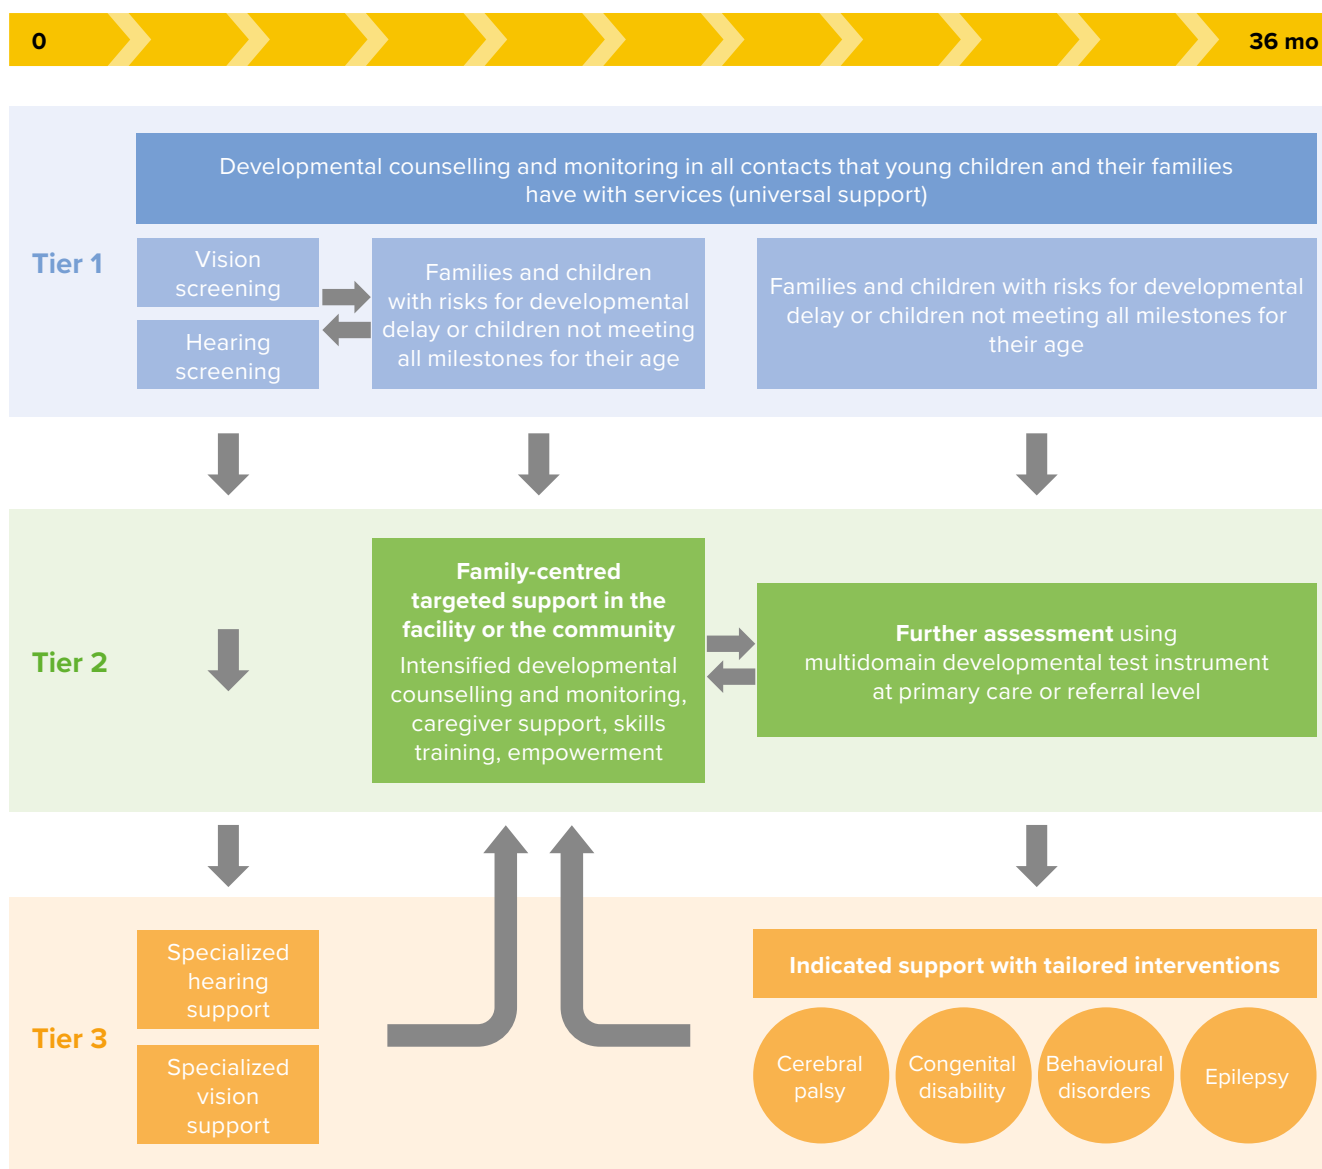 0
36 mo
Developmental counselling and monitoring in all contacts that young children and their families
have with services (universal support)
Tier 1
Vision
screening
Hearing
screening
Families and children
with risks for developmental
delay or children not meeting
all milestones for their age
Families and children with risks for developmental
delay or children not meeting all milestones for
their age
Tier 2
Family-centred
targeted support in the
facility or the community
Intensified developmental
counselling and monitoring,
caregiver support, skills
training, empowerment
Further assessment using
multidomain developmental test instrument
at primary care or referral level
Tier 3
Specialized
hearing
support
Specialized
vision
support
Indicated support with tailored interventions
Cerebral
palsy
Congenital
disability
Behavioural
disorders
Epilepsy